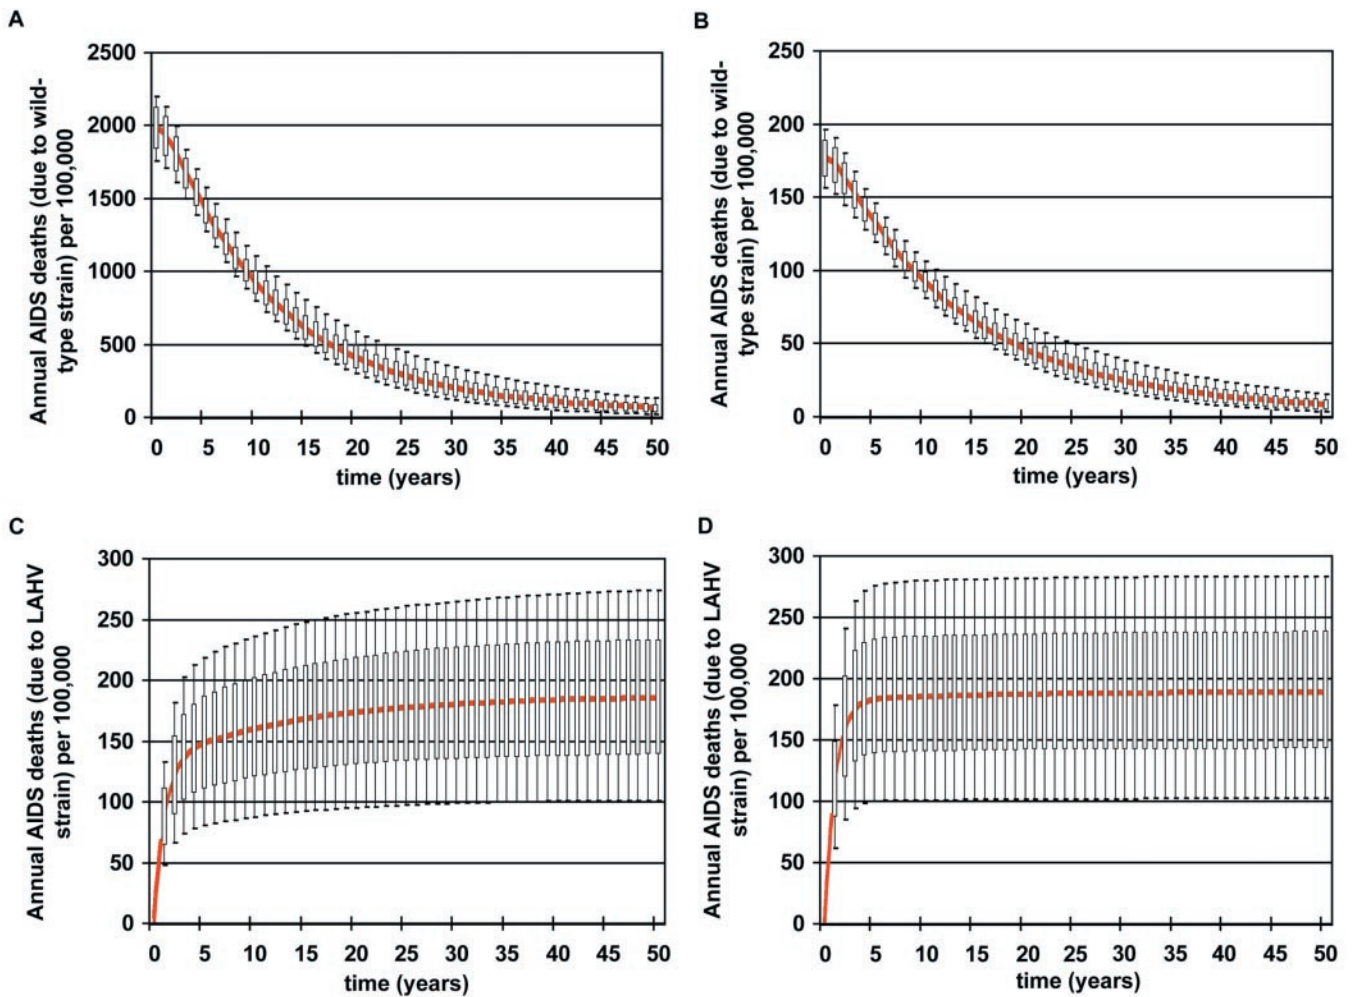 A
Annual AIDS deaths (due to wild-
type strain) per 100,000
2500
2000
1500
1000
500
0
0 5 10 15 20 25 30 35 40 45 50
time (years)
B
Annual AIDS deaths (due to wild-
type strain) per 100,000
250
200
150
100
50
0
0 5 10 15 20 25 30 35 40 45 50
time (years)
C
Annual AIDS deaths (due to LAHV
strain) per 100,000
300
250
200
150
100
50
0
0 5 10 15 20 25 30 35 40 45 50
time (years)
D
Annual AIDS deaths (due to LAHV
strain) per 100,000
300
250
200
150
100
50
0
0 5 10 15 20 25 30 35 40 45 50
time (years)